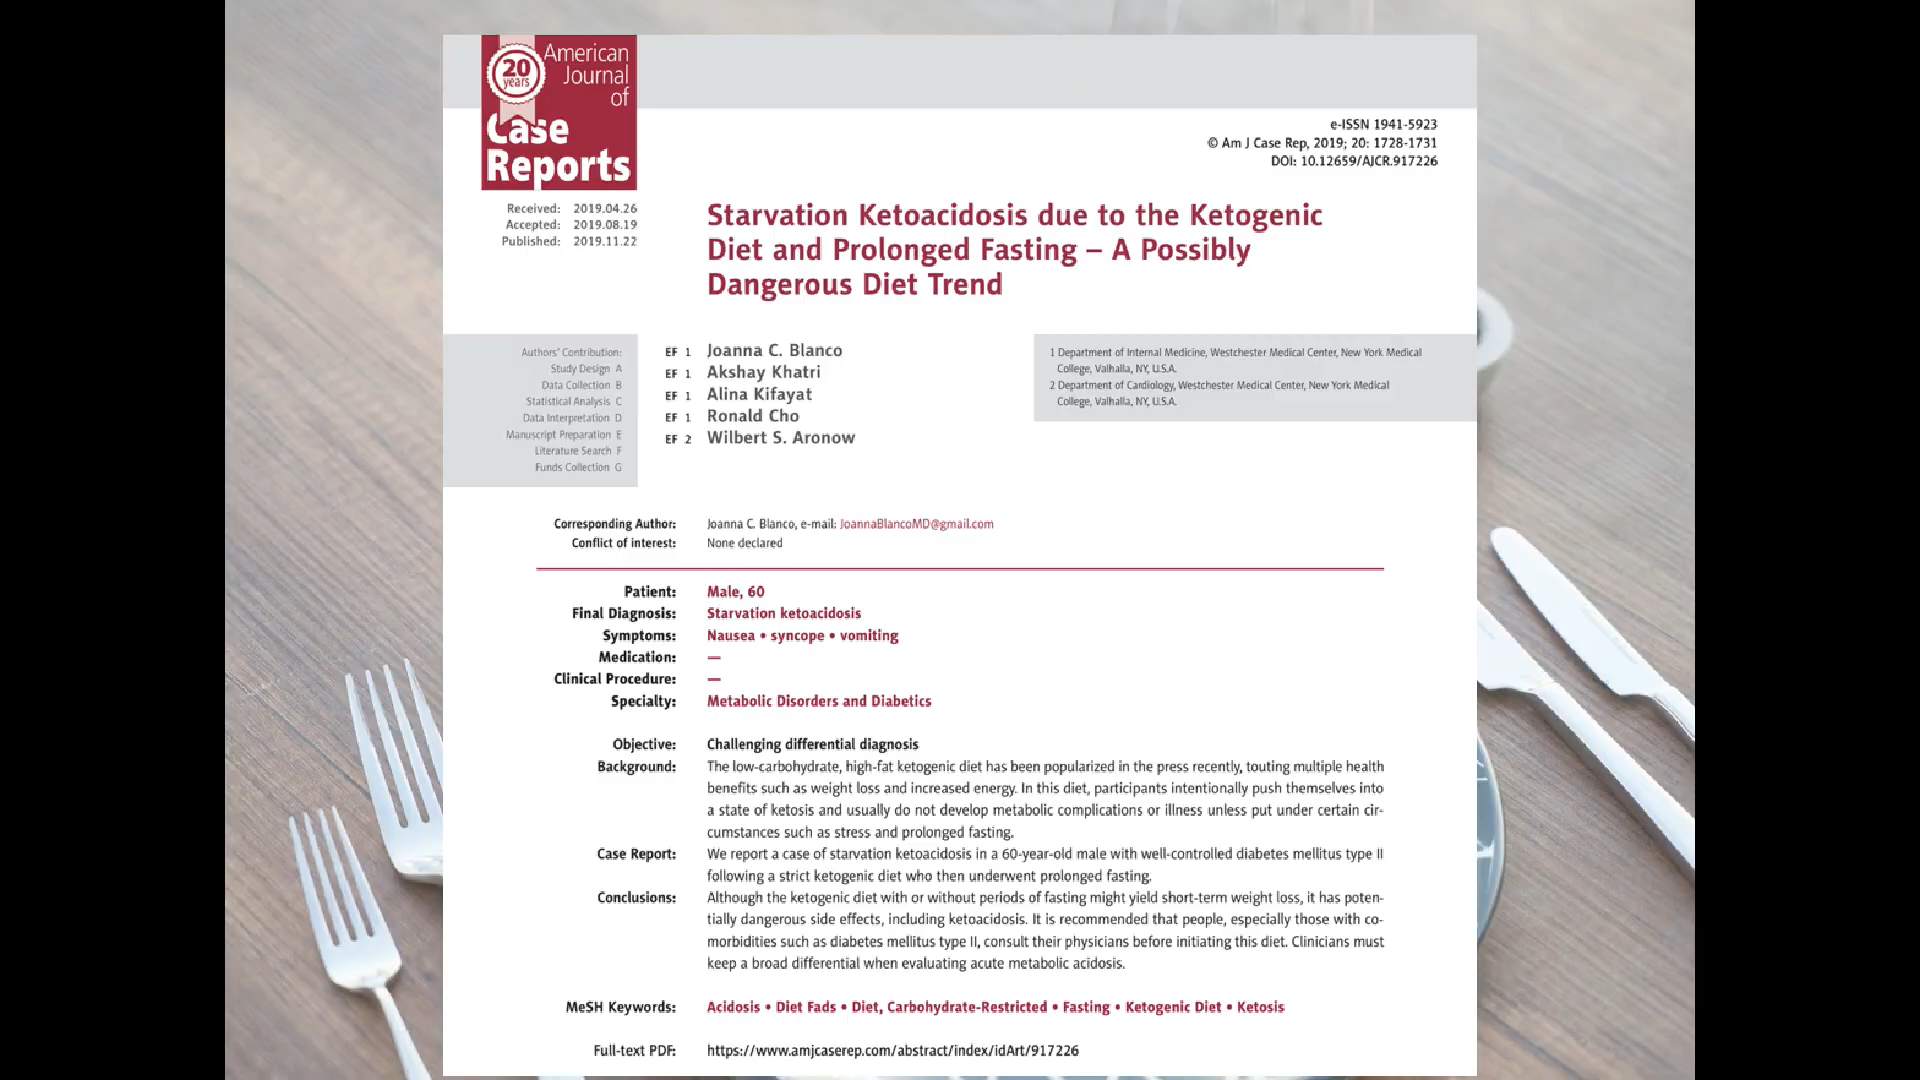 20
years
American
Journal
of
Case
Reports
e-ISSN 1941-5923
© Am J Case Rep, 2019; 20: 1728-1731
DOI: 10.12659/AJCR.917226
Received: 2019.04.26
Accepted: 2019.08.19
Published: 2019.11.22
Starvation Ketoacidosis due to the Ketogenic
Diet and Prolonged Fasting – A Possibly
Dangerous Diet Trend
Authors' Contribution:
Study Design A
Data Collection B
Statistical Analysis C
Data Interpretation D
Manuscript Preparation E
Literature Search F
Funds Collection G
EF 1 Joanna C. Blanco
EF 1 Akshay Khatri
EF 1 Alina Kifayat
EF 1 Ronald Cho
EF 2 Wilbert S. Aronow
1 Department of Internal Medicine, Westchester Medical Center, New York Medical
College, Valhalla, NY, U.S.A.
2 Department of Cardiology, Westchester Medical Center, New York Medical
College, Valhalla, NY, U.S.A.
Corresponding Author: Joanna C. Blanco, e-mail: JoannaBlancoMD@gmail.com
Conflict of interest: None declared
Patient: Male, 60
Final Diagnosis: Starvation ketoacidosis
Symptoms: Nausea • syncope • vomiting
Medication: —
Clinical Procedure: —
Specialty: Metabolic Disorders and Diabetics
Objective: Challenging differential diagnosis
Background: The low-carbohydrate, high-fat ketogenic diet has been popularized in the press recently, touting multiple health
benefits such as weight loss and increased energy. In this diet, participants intentionally push themselves into
a state of ketosis and usually do not develop metabolic complications or illness unless put under certain cir-
cumstances such as stress and prolonged fasting.
Case Report: We report a case of starvation ketoacidosis in a 60-year-old male with well-controlled diabetes mellitus type II
following a strict ketogenic diet who then underwent prolonged fasting.
Conclusions: Although the ketogenic diet with or without periods of fasting might yield short-term weight loss, it has poten-
tially dangerous side effects, including ketoacidosis. It is recommended that people, especially those with co-
morbidities such as diabetes mellitus type II, consult their physicians before initiating this diet. Clinicians must
keep a broad differential when evaluating acute metabolic acidosis.
MeSH Keywords: Acidosis • Diet Fads • Diet, Carbohydrate-Restricted • Fasting • Ketogenic Diet • Ketosis
Full-text PDF: https://www.amjcaserep.com/abstract/index/idArt/917226